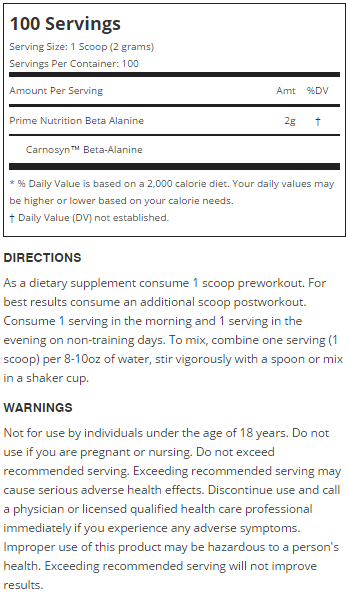 100 Servings
Serving Size: 1 Scoop (2 grams)
Servings Per Container: 100
Amount Per Serving Amt %DV
Prime Nutrition Beta Alanine 2g †
Carnosyn™ Beta-Alanine
* % Daily Value is based on a 2,000 calorie diet. Your daily values may
be higher or lower based on your calorie needs.
† Daily Value (DV) not established.
DIRECTIONS
As a dietary supplement consume 1 scoop preworkout. For
best results consume an additional scoop postworkout.
Consume 1 serving in the morning and 1 serving in the
evening on non-training days. To mix, combine one serving (1
scoop) per 8-10oz of water, stir vigorously with a spoon or mix
in a shaker cup.
WARNINGS
Not for use by individuals under the age of 18 years. Do not
use if you are pregnant or nursing. Do not exceed
recommended serving. Exceeding recommended serving may
cause serious adverse health effects. Discontinue use and call
a physician or licensed qualified health care professional
immediately if you experience any adverse symptoms.
Improper use of this product may be hazardous to a person's
health. Exceeding recommended serving will not improve
results.